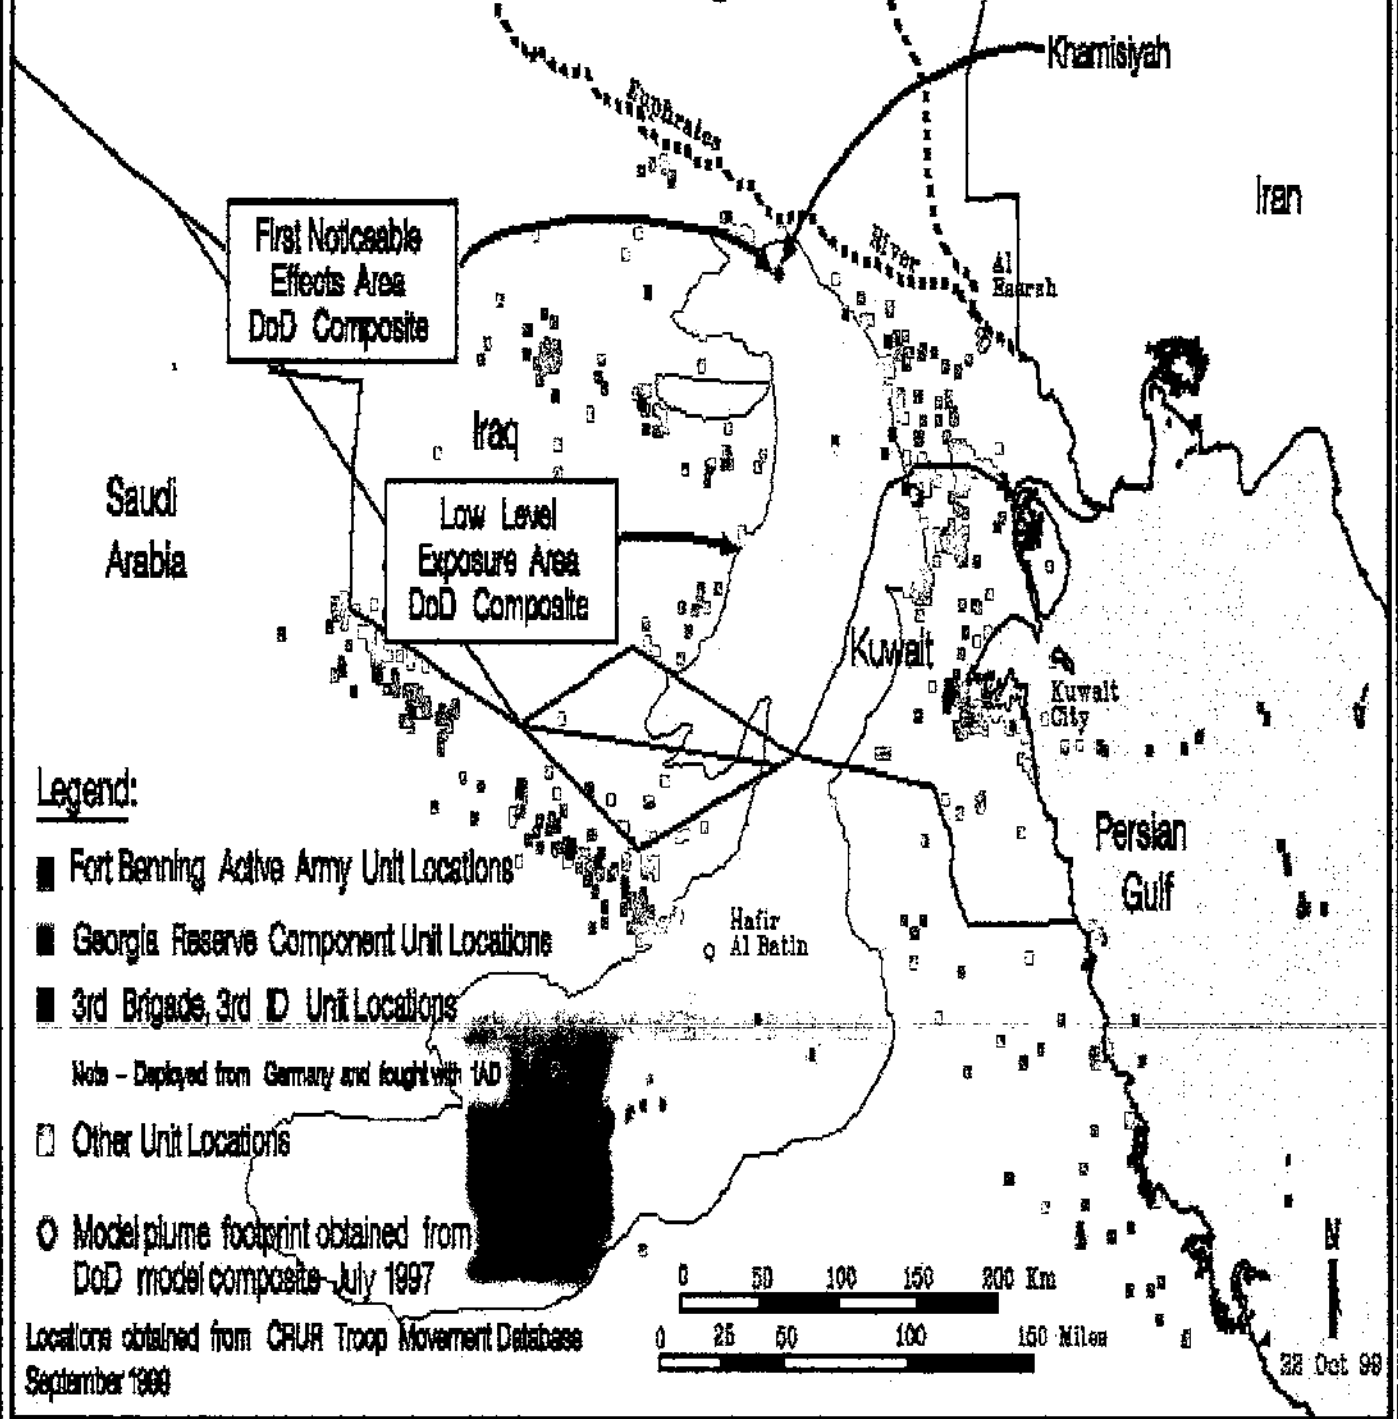 Khamisiyah
Euphrates
Iran
First Noticeable
Effects Area
DoD Composite
River
Al
Iraq
Saudi
Arabia
Low Level
Exposure Area
DoD Composite
Kuwait
Kuwait
City
Legend:
Persian
Gulf
Fort Benning Active Army Unit Locations
Georgia Reserve Component Unit Locations
Hafir
Al Batin
3rd Brigade, 3rd ID Unit Locations
Note - Deployed from Germany and fought with 1AD
Other Unit Locations
Model plume footprint obtained from
DoD model composite July 1997
N
0 50 100 150 200 Km
0 25 50 100 150 Miles
Locations obtained from CRUR Troop Movement Database
September
Oct